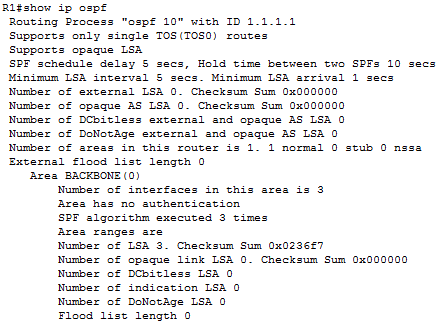 R1#show ip ospf
Routing Process "ospf 10" with ID 1.1.1.1
Supports only single TOS(TOS0) routes
Supports opaque LSA
SPF schedule delay 5 secs, Hold time between two SPFs 10 secs
Minimum LSA interval 5 secs. Minimum LSA arrival 1 secs
Number of external LSA 0. Checksum Sum 0x000000
Number of opaque AS LSA 0. Checksum Sum 0x000000
Number of DCbitless external and opaque AS LSA 0
Number of DoNotAge external and opaque AS LSA 0
Number of areas in this router is 1. 1 normal 0 stub 0 nssa
External flood list length 0
Area BACKBONE(0)
Number of interfaces in this area is 3
Area has no authentication
SPF algorithm executed 3 times
Area ranges are
Number of LSA 3. Checksum Sum 0x0236f7
Number of opaque link LSA 0. Checksum Sum 0x000000
Number of DCbitless LSA 0
Number of indication LSA 0
Number of DoNotAge LSA 0
Flood list length 0